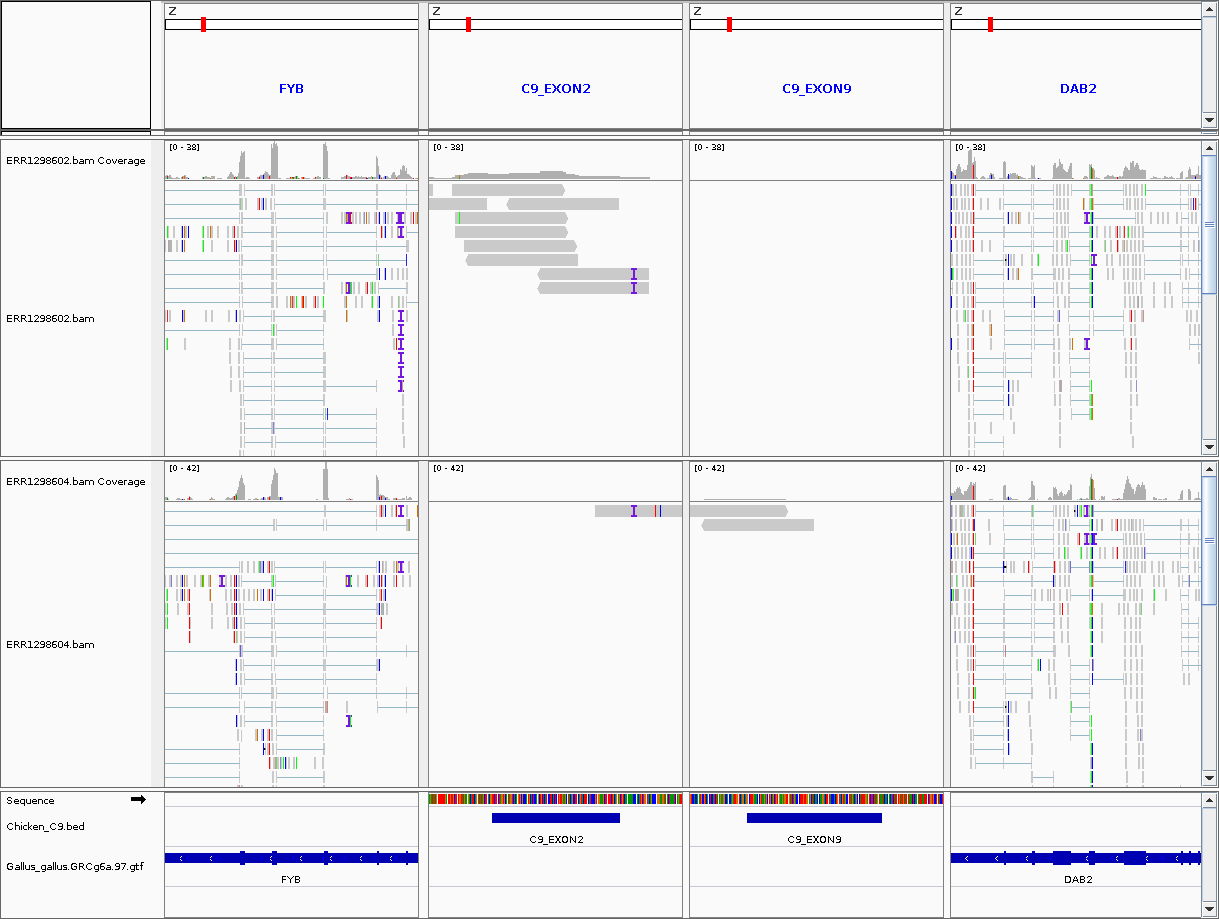 Z Z Z Z
FYB C9_EXON2 C9_EXON9 DAB2
[0 - 38] [0 - 38] [0 - 38] [0 - 38]
ERR1298602.bam Coverage
ERR1298602.bam
[0 - 42] [0 - 42] [0 - 42] [0 - 42]
ERR1298604.bam Coverage
ERR1298604.bam
Sequence
Chicken_C9.bed
C9_EXON2 C9_EXON9
Gallus_gallus.GRCg6a.97.gtf
FYB DAB2